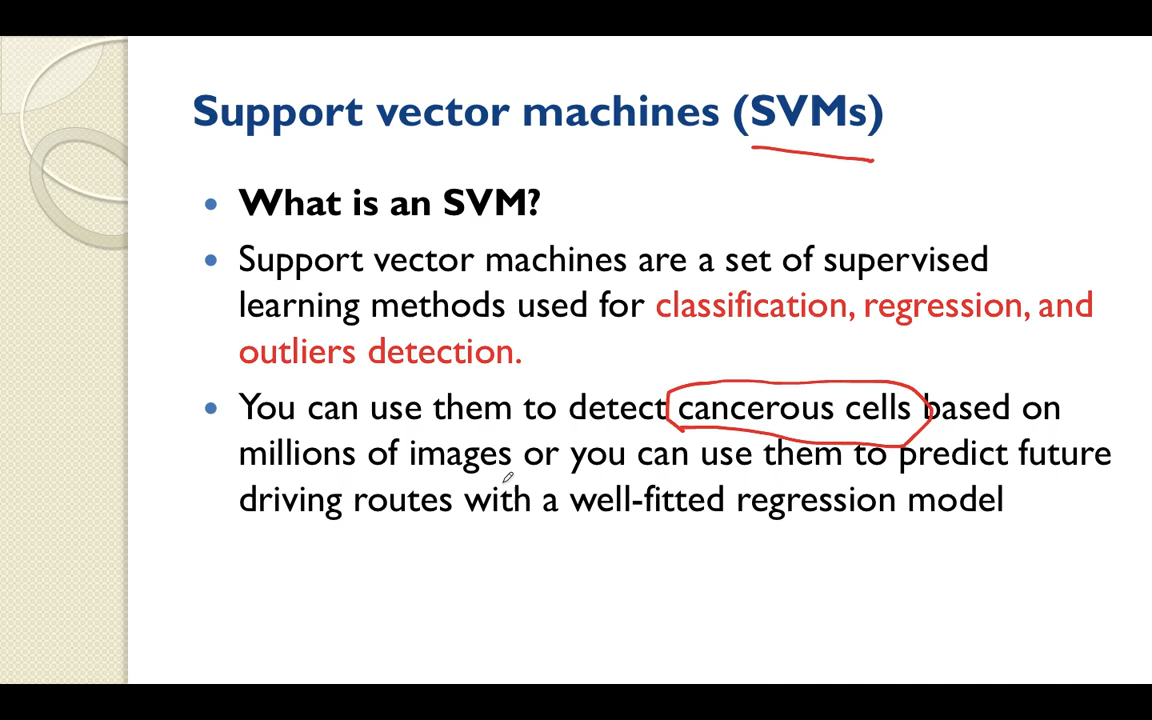 Support vector machines (SVMs)
• What is an SVM?
• Support vector machines are a set of supervised
learning methods used for classification, regression, and
outliers detection.
• You can use them to detect cancerous cells based on
millions of images or you can use them to predict future
driving routes with a well-fitted regression model